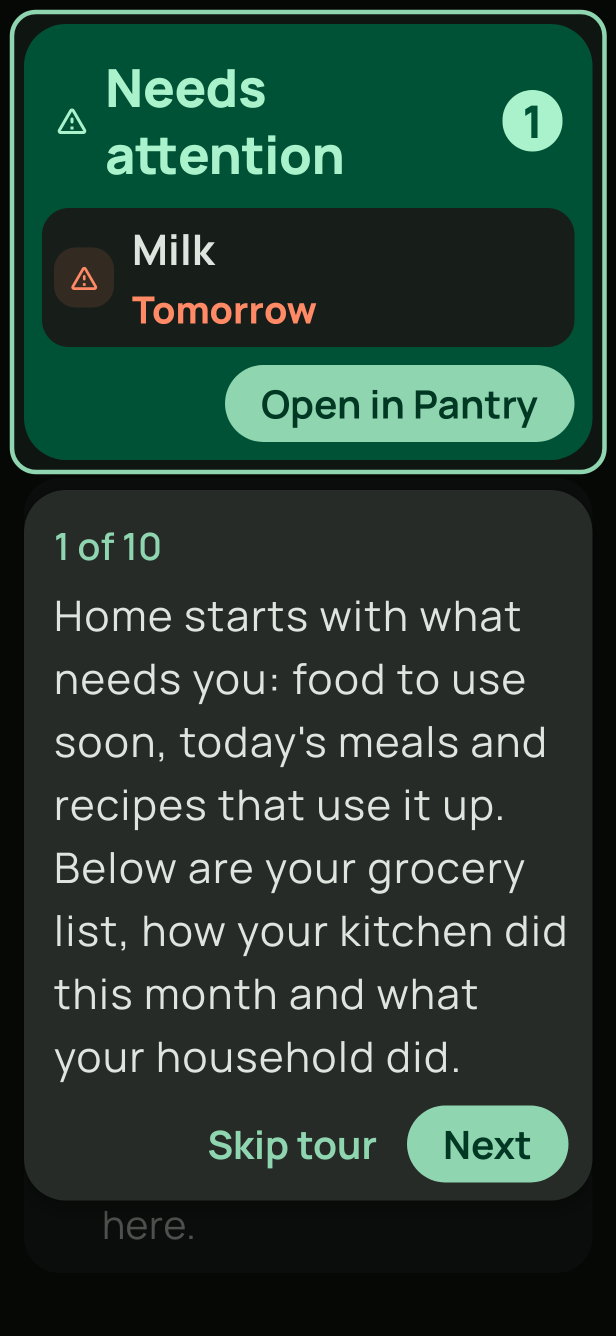 Needs
attention
1
Milk
Tomorrow
Open in Pantry
1 of 10
Home starts with what
needs you: food to use
soon, today's meals and
recipes that use it up.
Below are your grocery
list, how your kitchen did
this month and what
your household did.
Skip tour
Next
here.